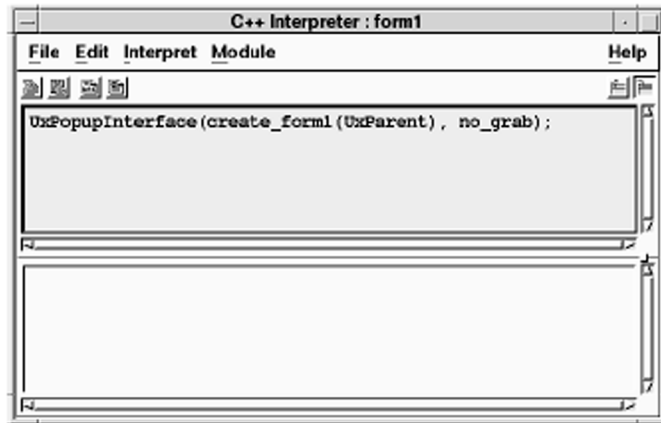 C++ Interpreter : form1
File Edit Interpret Module Help
UxPopupInterface(create_form1(UxParent), no_grab);